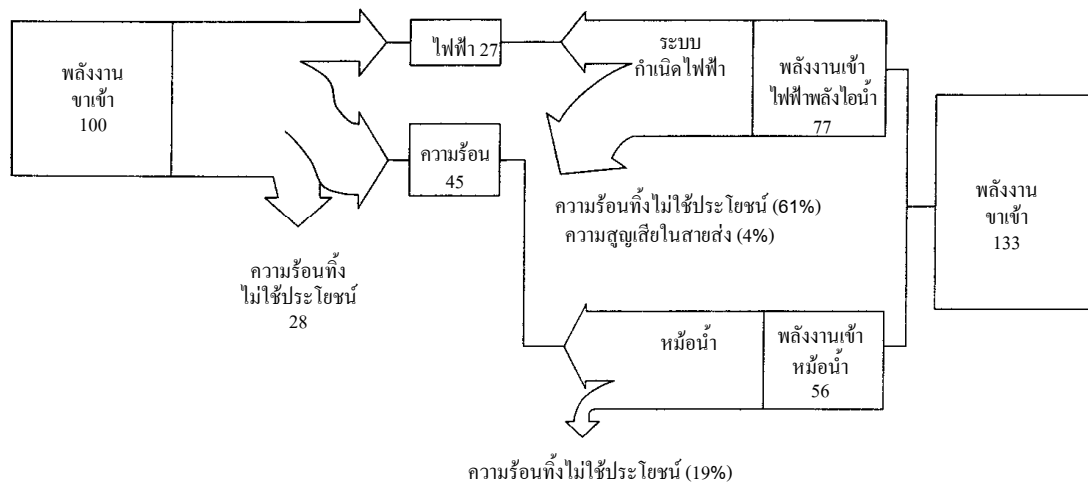 พลังงาน
ขาเข้า
100
ไฟฟ้า 27
ระบบ
กำเนิดไฟฟ้า
พลังงานเข้า
ไฟฟ้าพลังไอน้ำ
77
ความร้อน
45
ความร้อนทิ้งไม่ใช้ประโยชน์ (61%)
ความสูญเสียในสายส่ง (4%)
พลังงาน
ขาเข้า
133
ความร้อนทิ้ง
ไม่ใช้ประโยชน์
28
หม้อน้ำ
พลังงานเข้า
หม้อน้ำ
56
ความร้อนทิ้งไม่ใช้ประโยชน์ (19%)